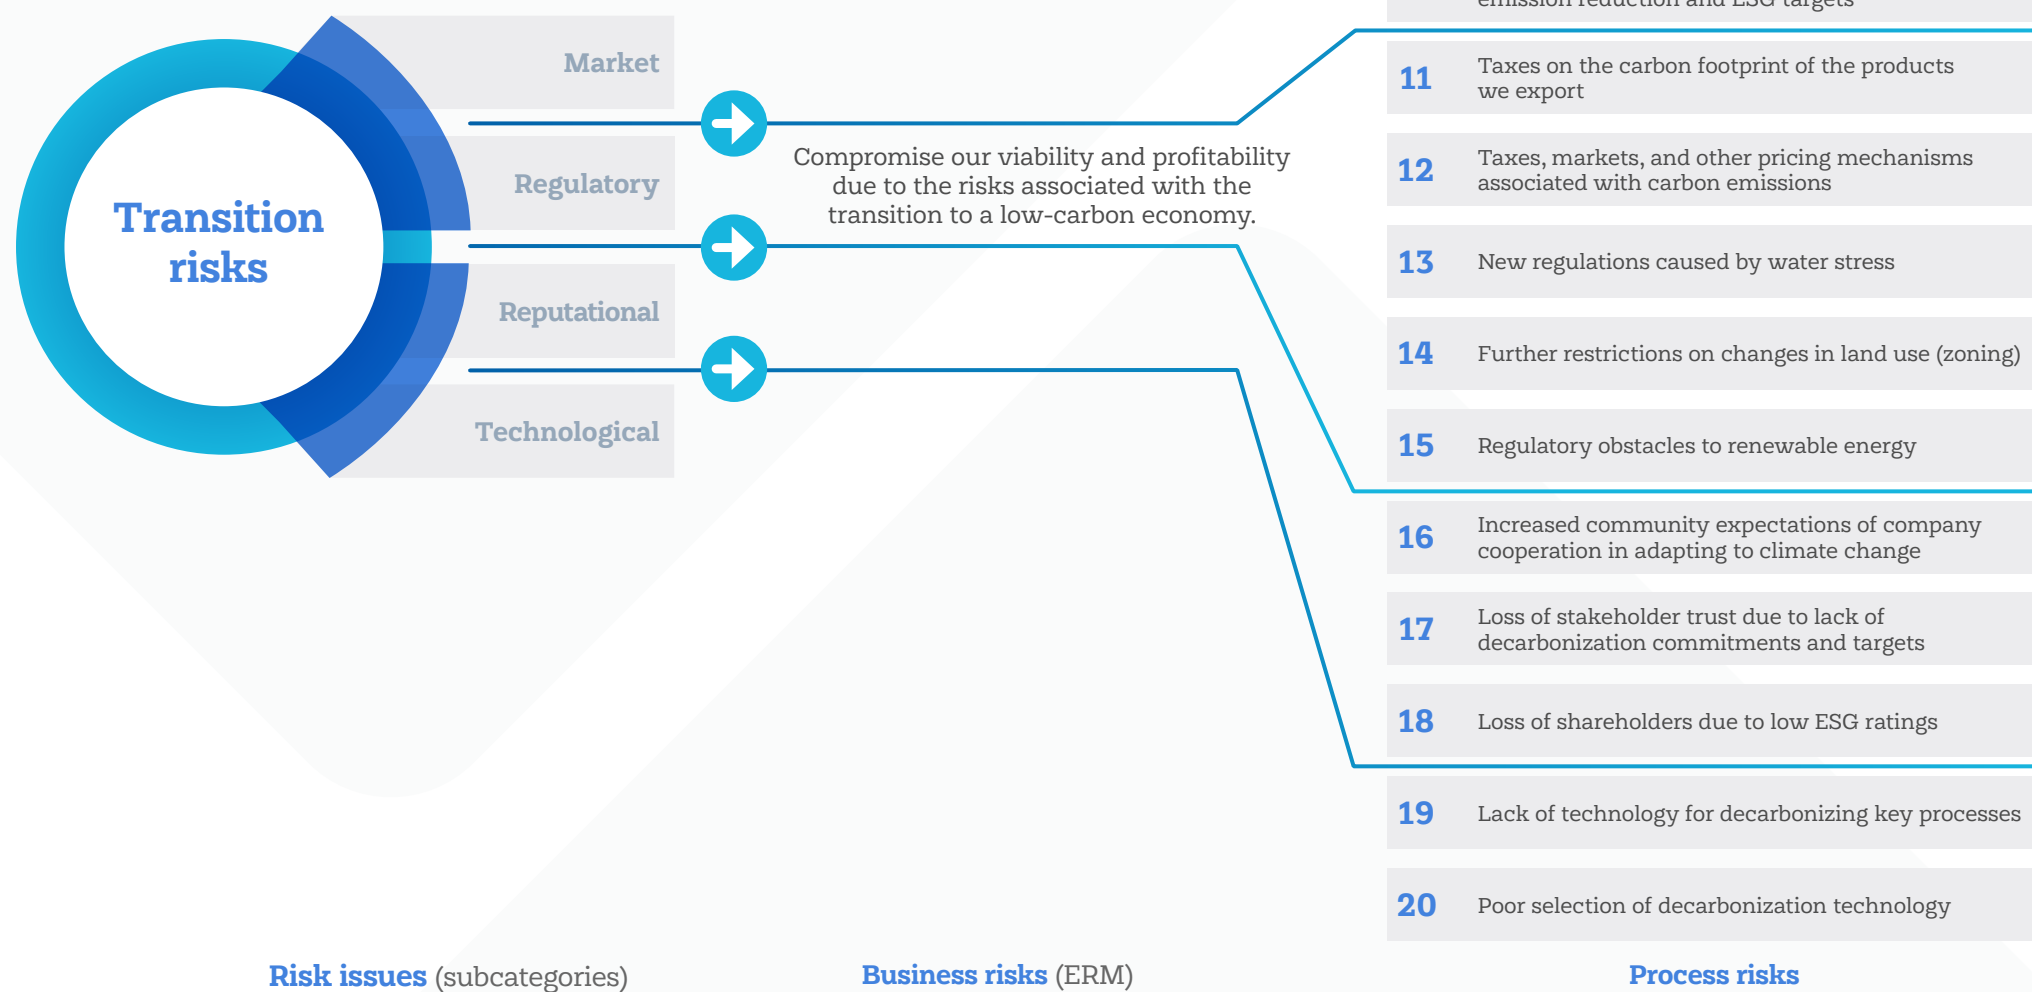 Transition
risks
Market
Regulatory
Reputational
Technological
Compromise our viability and profitability
due to the risks associated with the
transition to a low-carbon economy.
emission reduction and ESG targets
11 Taxes on the carbon footprint of the products
we export
12 Taxes, markets, and other pricing mechanisms
associated with carbon emissions
13 New regulations caused by water stress
14 Further restrictions on changes in land use (zoning)
15 Regulatory obstacles to renewable energy
16 Increased community expectations of company
cooperation in adapting to climate change
17 Loss of stakeholder trust due to lack of
decarbonization commitments and targets
18 Loss of shareholders due to low ESG ratings
19 Lack of technology for decarbonizing key processes
20 Poor selection of decarbonization technology
Risk issues (subcategories)
Business risks (ERM)
Process risks